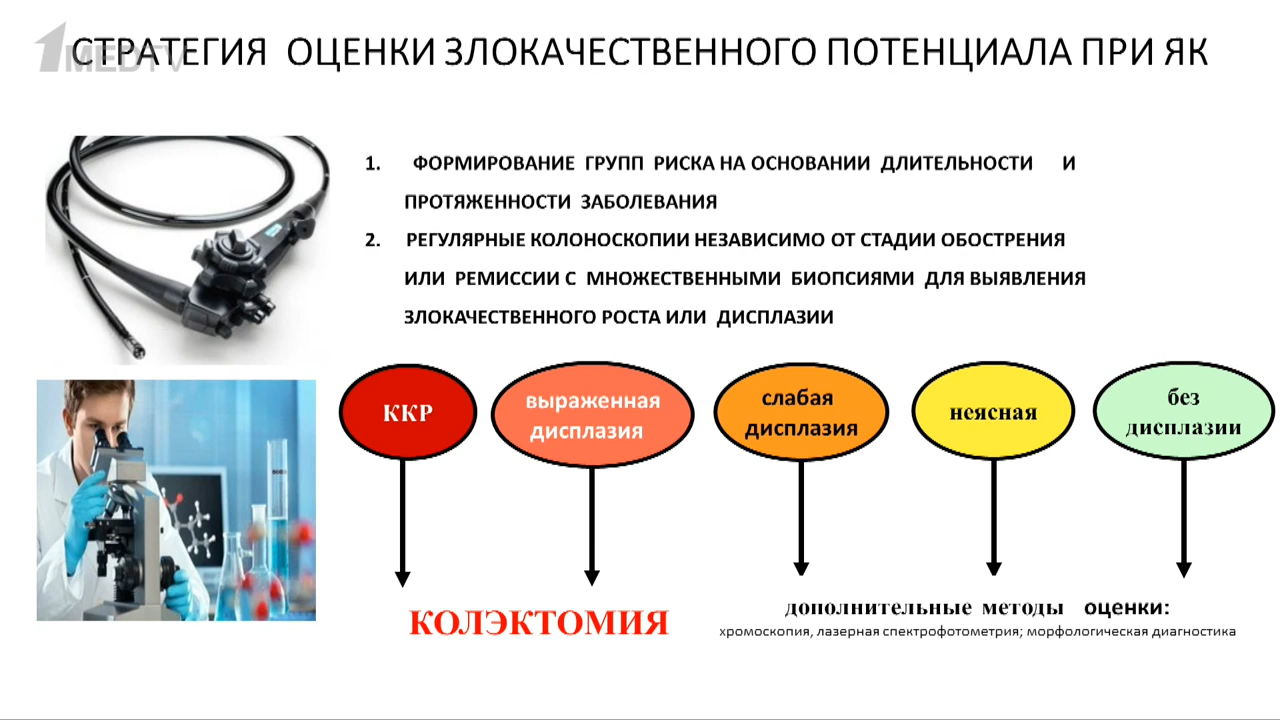 1MEDTV
СТРАТЕГИЯ ОЦЕНКИ ЗЛОКАЧЕСТВЕННОГО ПОТЕНЦИАЛА ПРИ ЯК
1. ФОРМИРОВАНИЕ ГРУПП РИСКА НА ОСНОВАНИИ ДЛИТЕЛЬНОСТИ И
ПРОТЯЖЕННОСТИ ЗАБОЛЕВАНИЯ
2. РЕГУЛЯРНЫЕ КОЛОНОСКОПИИ НЕЗАВИСИМО ОТ СТАДИИ ОБОСТРЕНИЯ
ИЛИ РЕМИССИИ С МНОЖЕСТВЕННЫМИ БИОПСИЯМИ ДЛЯ ВЫЯВЛЕНИЯ
ЗЛОКАЧЕСТВЕННОГО РОСТА ИЛИ ДИСПЛАЗИИ
ККР
выраженная
дисплазия
слабая
дисплазия
неясная
без
дисплазии
КОЛЭКТОМИЯ
дополнительные методы оценки:
хромоскопия, лазерная спектрофотометрия; морфологическая диагностика